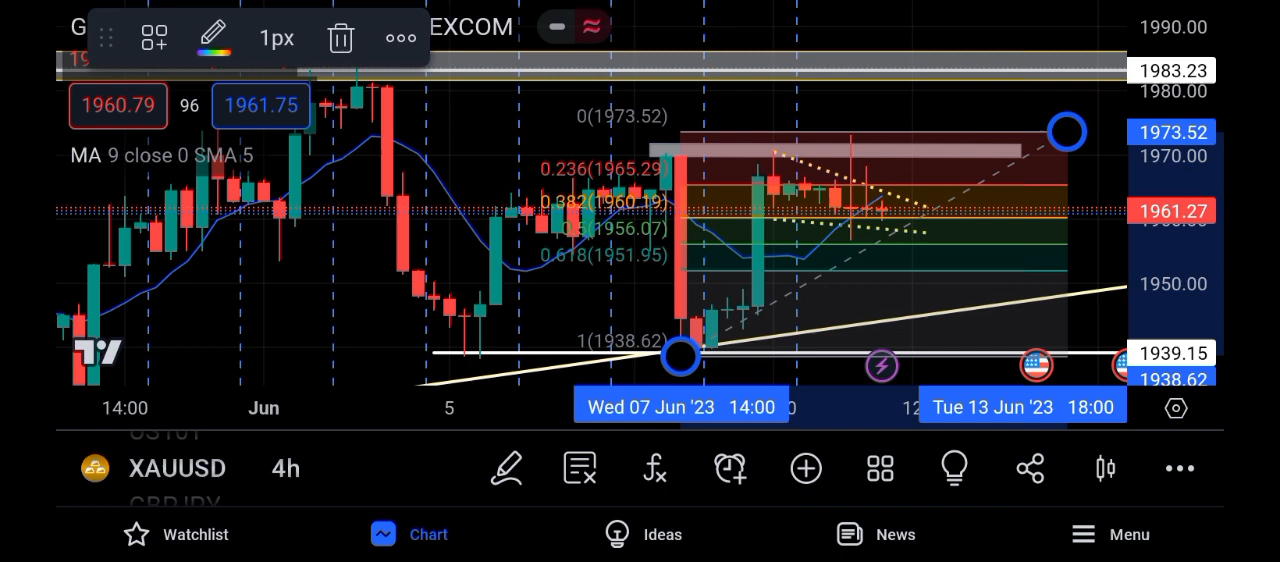 G
EXCOM
1px
1990.00
1983.23
1980.00
1960.79
96
1961.75
0(1973.52)
1973.52
MA 9 close 0 SMA 5
1970.00
0.236(1965.29)
0.382(1960.19)
1961.27
0.5(1956.07)
0.618(1951.95)
1950.00
1(1938.62)
1939.15
1938.62
14:00
Jun
5
Wed 07 Jun '23 14:00
12
Tue 13 Jun '23 18:00
XAUUSD
4h
GBPJPY
Watchlist
Chart
Ideas
News
Menu